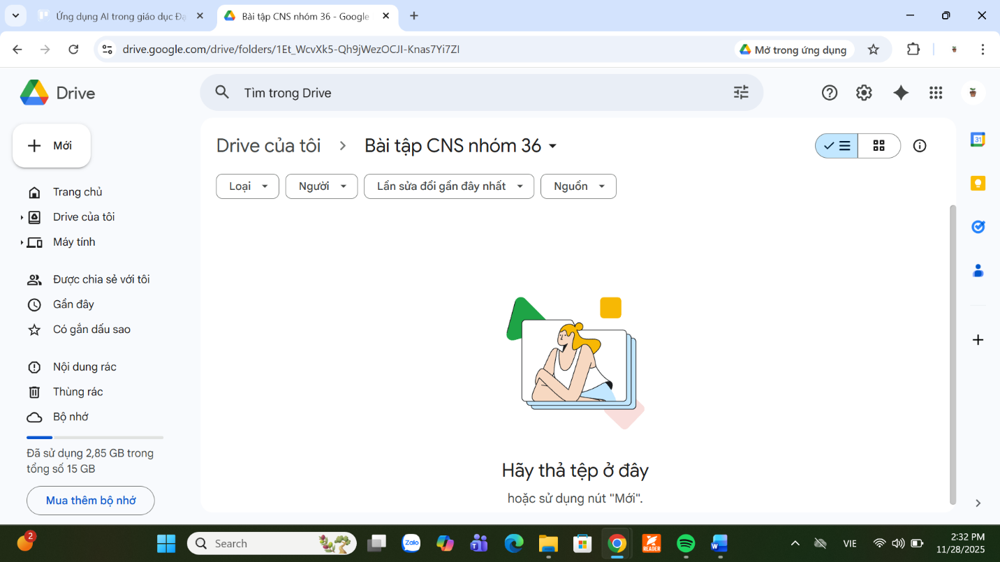 Ứng dụng AI trong giáo dục Đạ
Bài tập CNS nhóm 36 - Google
drive.google.com/drive/folders/1Et_WcvXk5-Qh9jWezOCJI-Knas7Yi7ZI
Mở trong ứng dụng
Drive
Tìm trong Drive
Mới
Drive của tôi
Bài tập CNS nhóm 36
31
Loại
Người
Lần sửa đổi gần đây nhất
Nguồn
Trang chủ
Drive của tôi
Máy tính
Được chia sẻ với tôi
Gần đây
Có gắn dấu sao
Nội dung rác
Thùng rác
Bộ nhớ
Đã sử dụng 2,85 GB trong
tổng số 15 GB
Mua thêm bộ nhớ
Hãy thả tệp ở đây
hoặc sử dụng nút "Mới".
2
Search
Zalo
T
READER
W
VIE
2:32 PM
11/28/2025